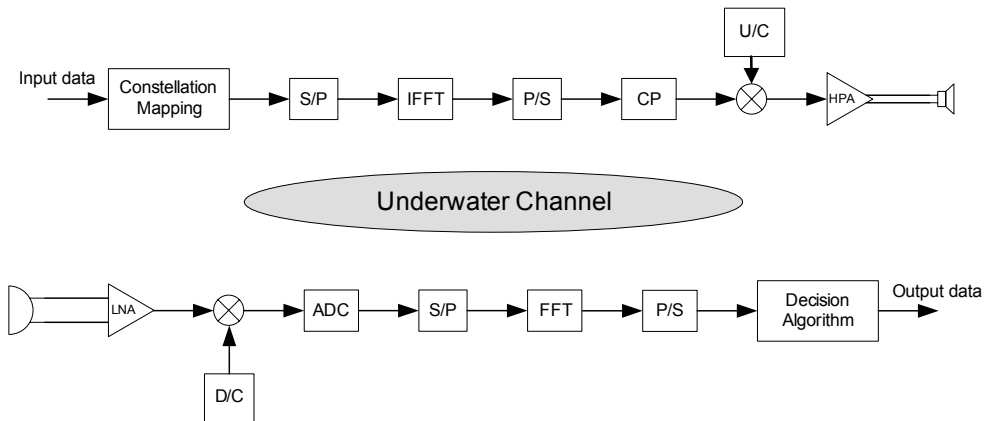 U/C
Input data
Constellation
Mapping
S/P
IFFT
P/S
CP
HPA
Underwater Channel
LNA
ADC
S/P
FFT
P/S
Decision
Algorithm
Output data
D/C